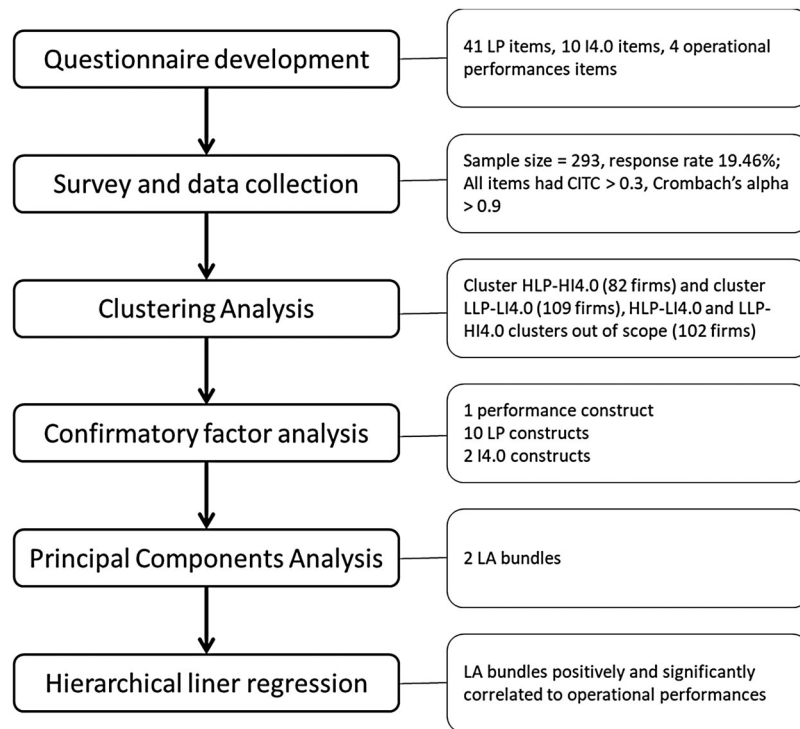 Questionnaire development
41 LP items, 10 I4.0 items, 4 operational
performances items
Survey and data collection
Sample size = 293, response rate 19.46%;
All items had CITC > 0.3, Crombach's alpha
> 0.9
Clustering Analysis
Cluster HLP-HI4.0 (82 firms) and cluster
LLP-LI4.0 (109 firms), HLP-LI4.0 and LLP-
HI4.0 clusters out of scope (102 firms)
Confirmatory factor analysis
1 performance construct
10 LP constructs
2 I4.0 constructs
Principal Components Analysis
2 LA bundles
Hierarchical liner regression
LA bundles positively and significantly
correlated to operational performances